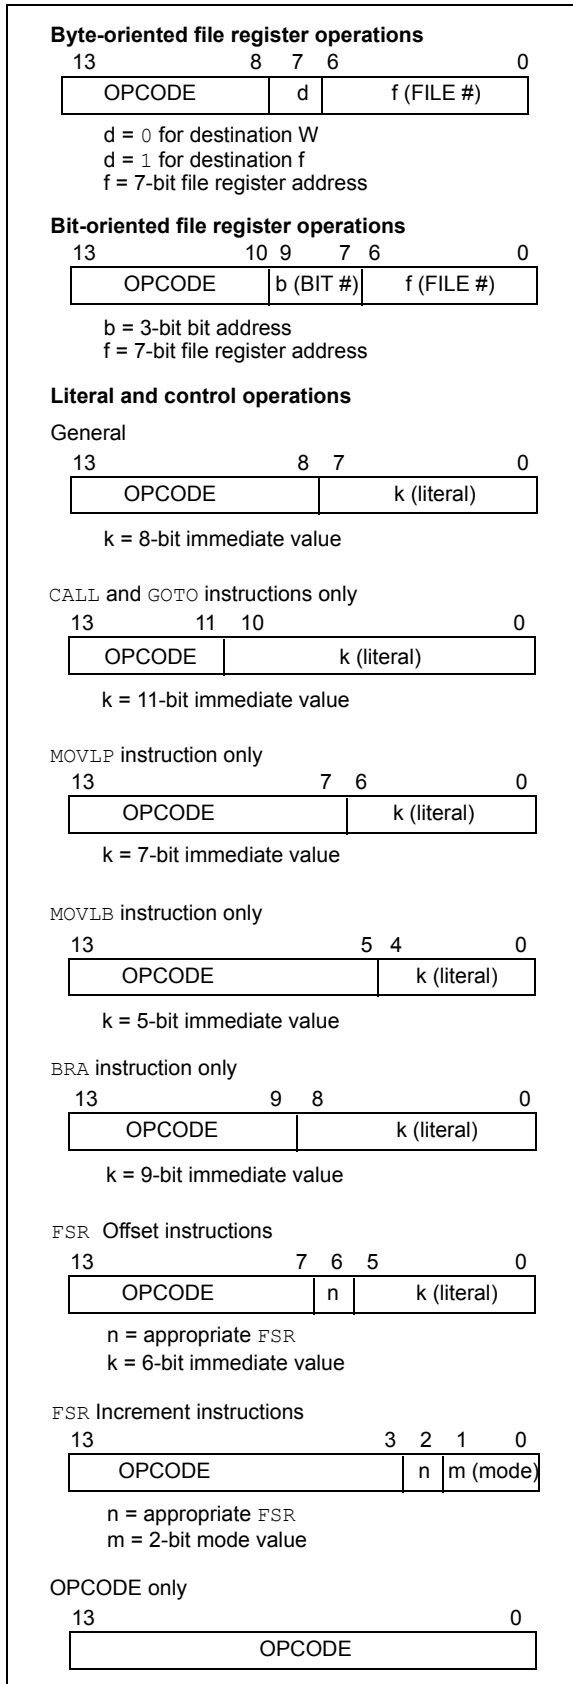 Byte-oriented file register operations
13 8 7 6 0
OPCODE d f (FILE #)
d = 0 for destination W
d = 1 for destination f
f = 7-bit file register address
Bit-oriented file register operations
13 10 9 7 6 0
OPCODE b (BIT #) f (FILE #)
b = 3-bit bit address
f = 7-bit file register address
Literal and control operations
General
13 8 7 0
OPCODE k (literal)
k = 8-bit immediate value
CALL and GOTO instructions only
13 11 10 0
OPCODE k (literal)
k = 11-bit immediate value
MOVLP instruction only
13 7 6 0
OPCODE k (literal)
k = 7-bit immediate value
MOVLB instruction only
13 5 4 0
OPCODE k (literal)
k = 5-bit immediate value
BRA instruction only
13 9 8 0
OPCODE k (literal)
k = 9-bit immediate value
FSR Offset instructions
13 7 6 5 0
OPCODE n k (literal)
n = appropriate FSR
k = 6-bit immediate value
FSR Increment instructions
13 3 2 1 0
OPCODE n m (mode)
n = appropriate FSR
m = 2-bit mode value
OPCODE only
13 0
OPCODE